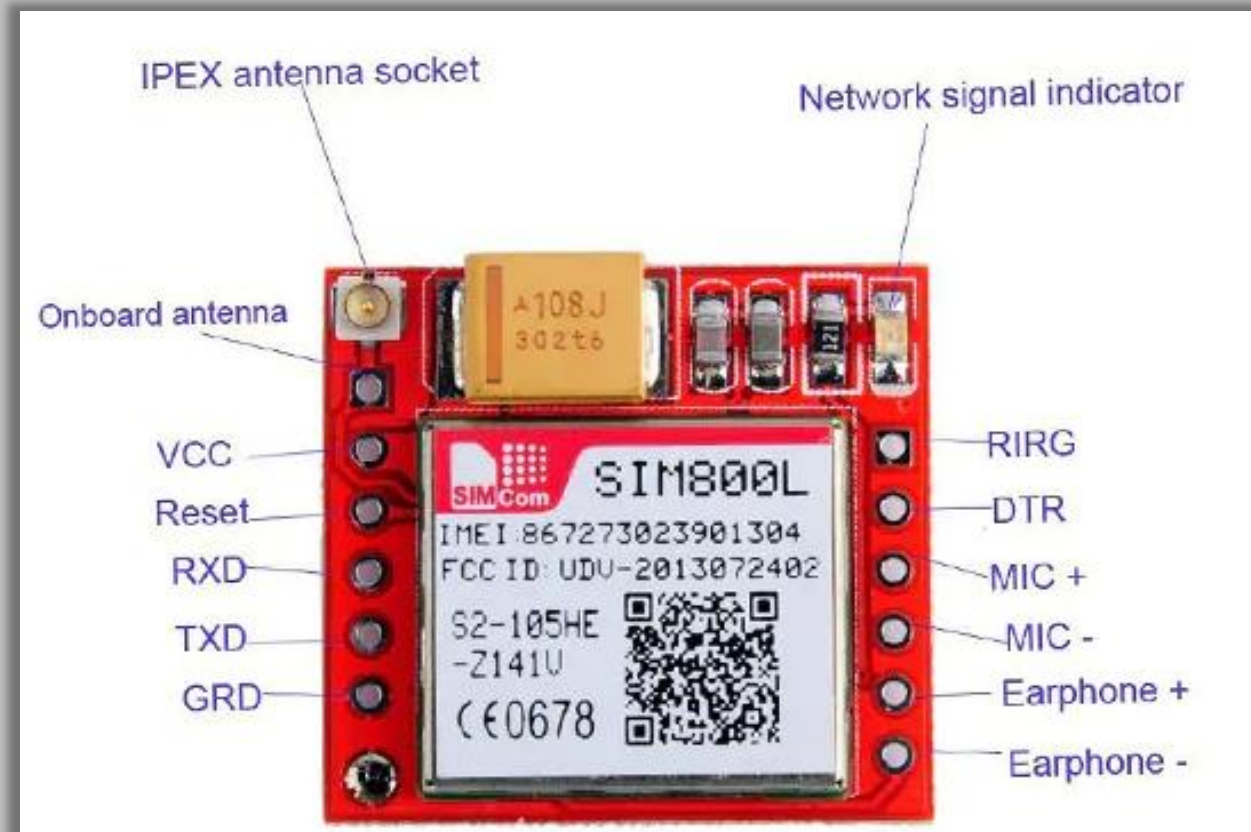 IPEX antenna socket
Network signal indicator
Onboard antenna
108J
302t6
121
VCC
Reset
RXD
TXD
GRD
SIMCom
SIM800L
IMEI:867273023901304
FCC ID: UDV-2013072402
S2-105HE
-Z141V
CE0678
RIRG
DTR
MIC +
MIC -
Earphone +
Earphone -